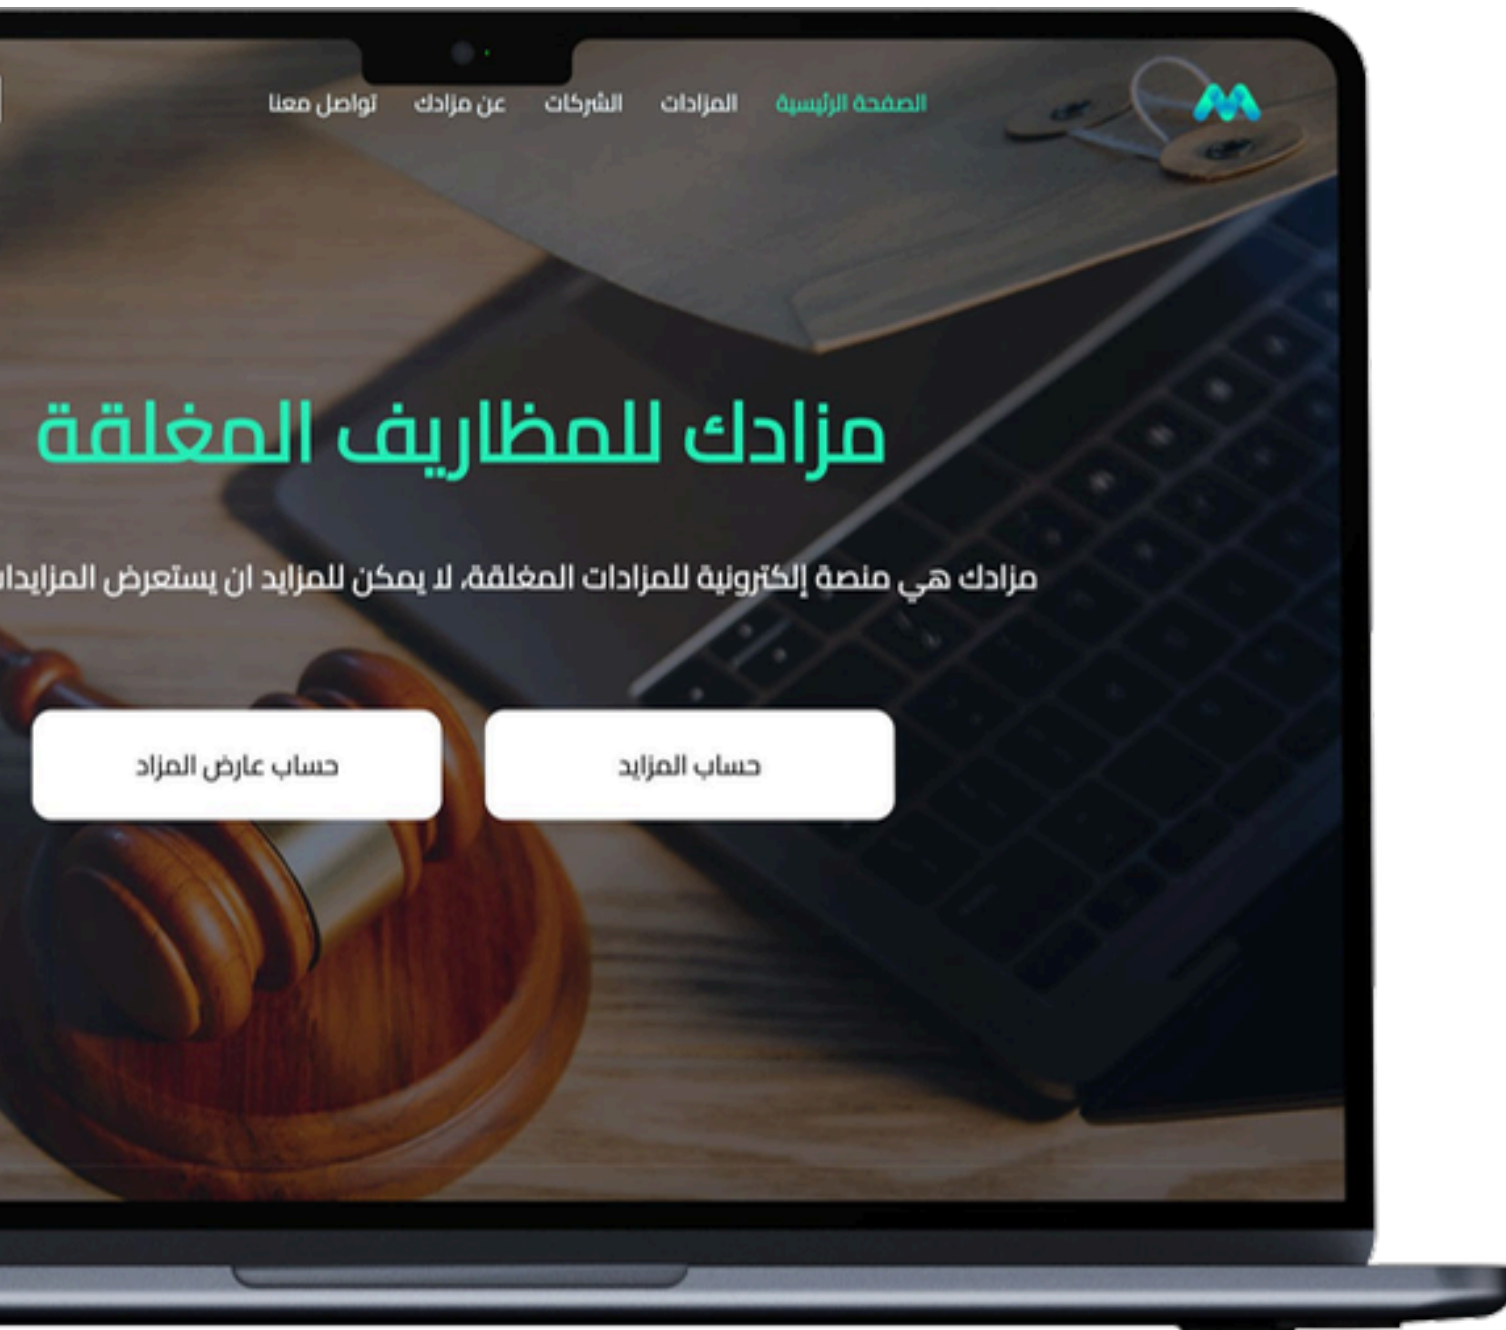 الصفحة الرئيسية المزادات الشركات عن مزادك تواصل معنا
مزادك للمظاريف المغلقة
مزادك هي منصة إلكترونية للمزادات المغلقة، لا يمكن للمزايد ان يستعرض
حساب المزايد حساب عارض المزاد